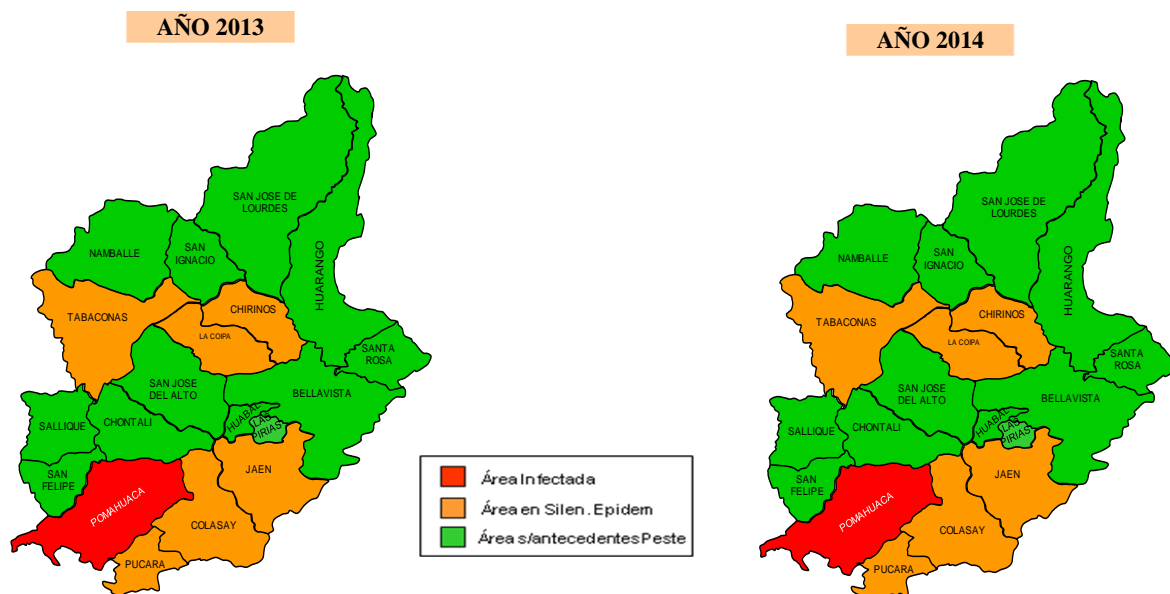 AÑO 2013
SAN JOSE DE
LOURDES
NAMBALLE
SAN
IGNACIO
HUARANGO
TABACONAS
CHIRINOS
LA COIPA
SANTA
ROSA
SAN JOSE
DEL ALTO
BELLAVISTA
SALLIQUE
CHONTALI
HUABAL
LAS
PIRIAS
SAN
FELIPE
JAEN
POMAHUACA
COLASAY
PUCARA
Área Infectada
Área en Silen. Epidem
Área s/antecedentes Peste
AÑO 2014
SAN JOSE DE
LOURDES
NAMBALLE
SAN
IGNACIO
HUARANGO
TABACONAS
CHIRINOS
LA COIPA
SANTA
ROSA
SAN JOSE
DEL ALTO
BELLAVISTA
SALLIQUE
CHONTALI
HUABAL
LAS
PIRIAS
SAN
FELIPE
JAEN
POMAHUACA
COLASAY
PUCARA